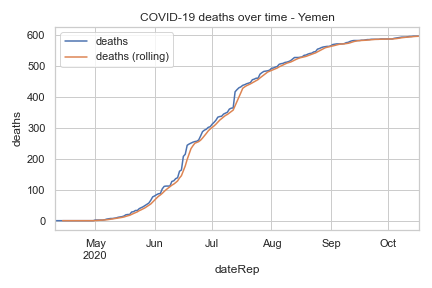 COVID-19 deaths over time - Yemen
deaths
deaths (rolling)
600
500
400
300
200
100
0
deaths
May
2020
Jun
Jul
Aug
Sep
Oct
dateRep